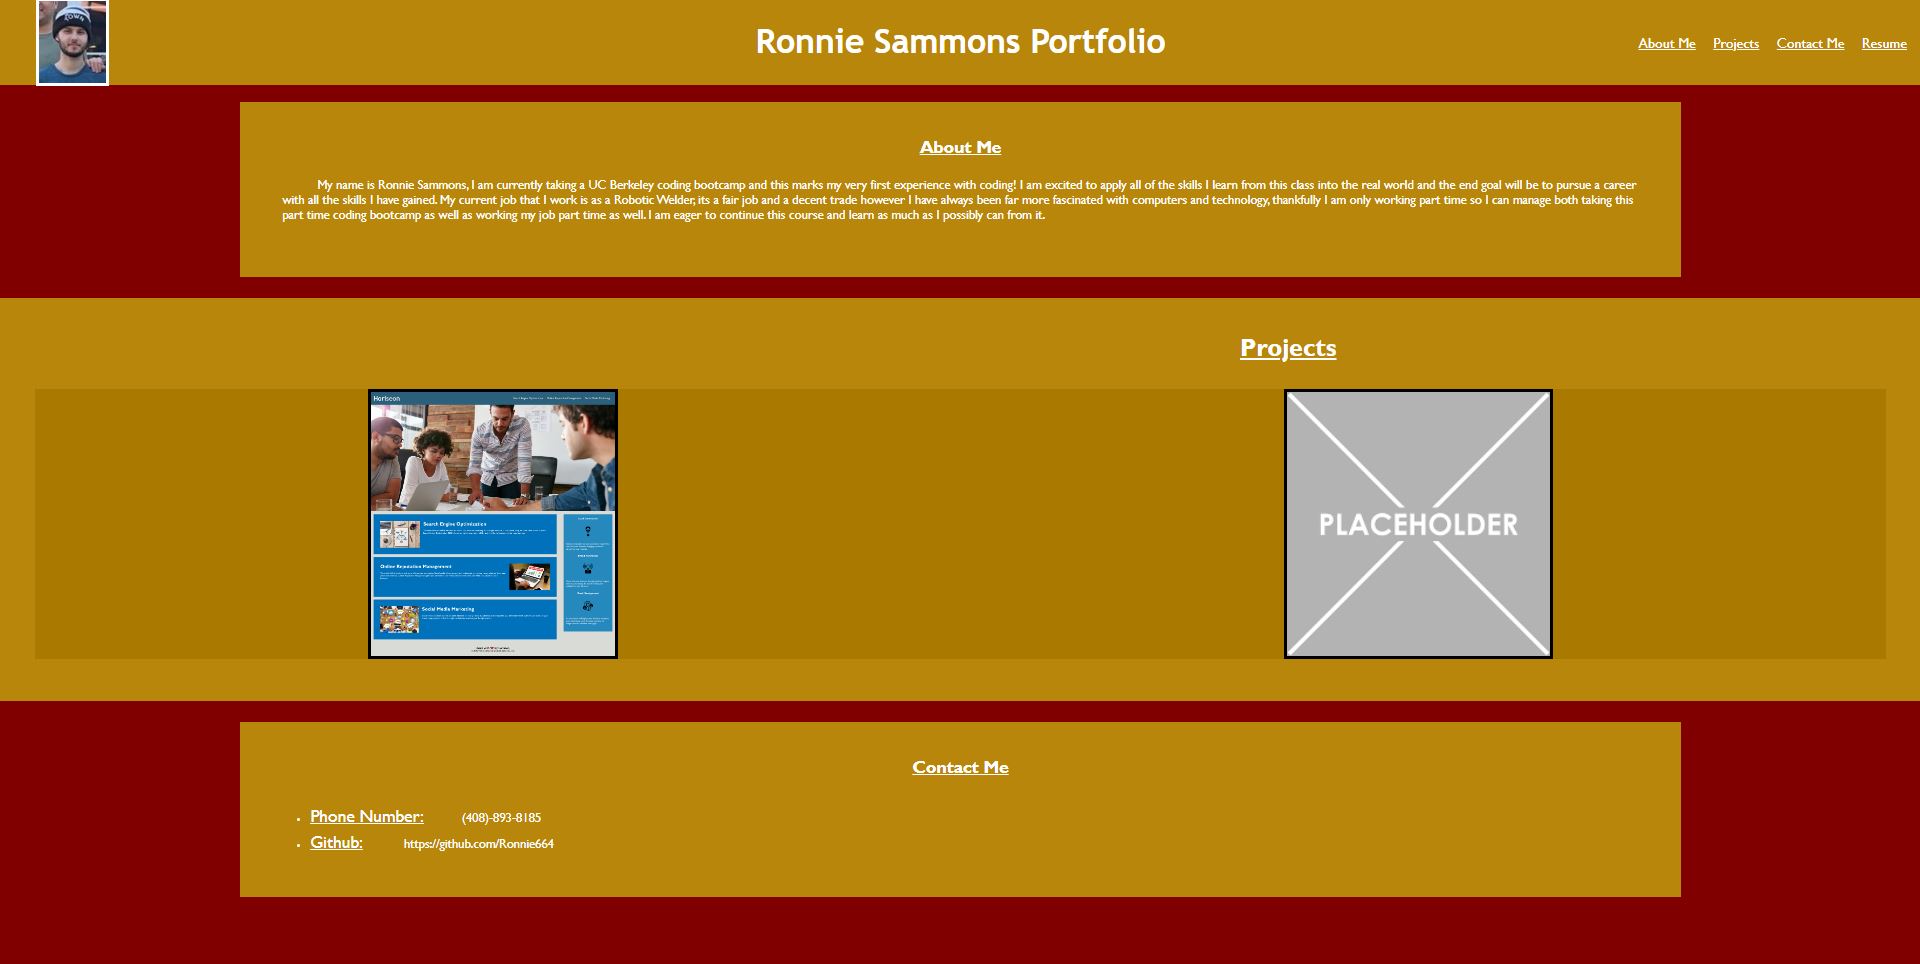 TOWN
Ronnie Sammons Portfolio
About Me Projects Contact Me Resume
About Me
My name is Ronnie Sammons, I am currently taking a UC Berkeley coding bootcamp and this marks my very first experience with coding! I am excited to apply all of the skills I learn from this class into the real world and the end goal will be to pursue a career
with all the skills I have gained. My current job that I work is as a Robotic Welder, its a fair job and a decent trade however I have always been far more fascinated with computers and technology, thankfully I am only working part time so I can manage both taking this
part time coding bootcamp as well as working my job part time as well. I am eager to continue this course and learn as much as I possibly can from it.
Projects
Horiseon
Search Engine Optimization
Online Reputation Management
Social Media Marketing
PLACEHOLDER
Contact Me
Phone Number: (408)-893-8185
Github: https://github.com/Ronnie664